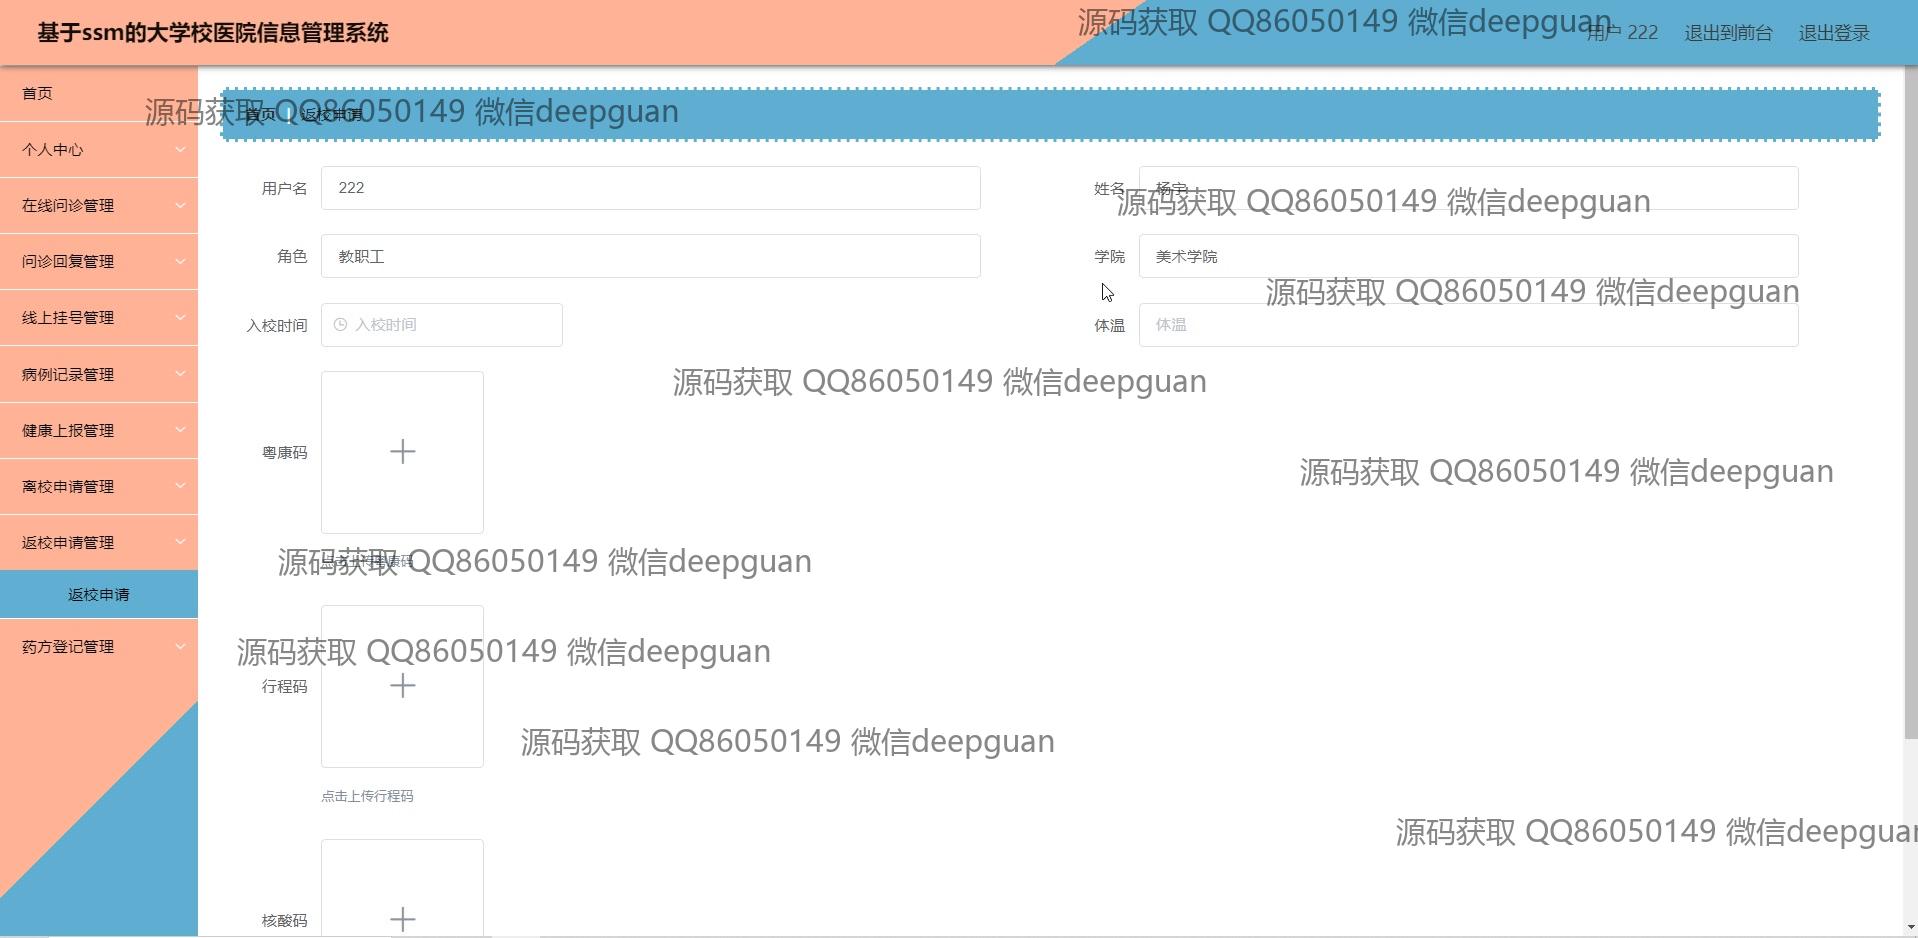 基于ssm的大学校医院信息管理系统
源码获取 QQ86050149 微信deepguan
用户 222
退出到前台
退出登录
首页
个人中心
在线问诊管理
问诊回复管理
线上挂号管理
病例记录管理
健康上报管理
离校申请管理
返校申请管理
返校申请
药方登记管理
首页
返校申请
源码获取 QQ86050149 微信deepguan
用户名
222
姓名
杨宇
源码获取 QQ86050149 微信deepguan
角色
教职工
学院
美术学院
源码获取 QQ86050149 微信deepguan
入校时间
入校时间
体温
体温
源码获取 QQ86050149 微信deepguan
粤康码
源码获取 QQ86050149 微信deepguan
点击上传粤康码
源码获取 QQ86050149 微信deepguan
源码获取 QQ86050149 微信deepguan
行程码
源码获取 QQ86050149 微信deepguan
点击上传行程码
源码获取 QQ86050149 微信deepguan
核酸码